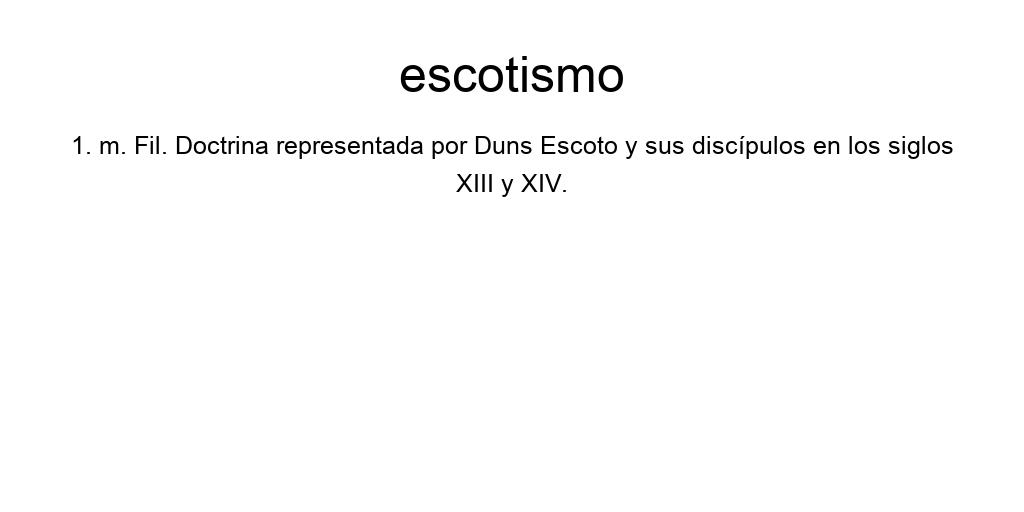 escotismo
1. m. Fil. Doctrina representada por Duns Escoto y sus discípulos en los siglos
XIII y XIV.